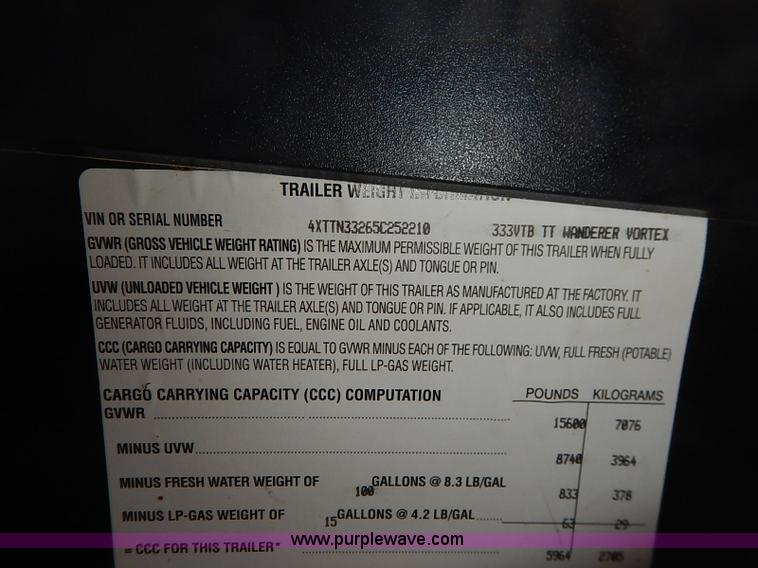 TRAILER WEIGHT INFORMATION
VIN OR SERIAL NUMBER 4XTTN33265C252210 333VTB TT WANDERER VORTEX
GVWR (GROSS VEHICLE WEIGHT RATING) IS THE MAXIMUM PERMISSIBLE WEIGHT OF THIS TRAILER WHEN FULLY
LOADED. IT INCLUDES ALL WEIGHT AT THE TRAILER AXLE(S) AND TONGUE OR PIN.
UVW (UNLOADED VEHICLE WEIGHT ) IS THE WEIGHT OF THIS TRAILER AS MANUFACTURED AT THE FACTORY. IT
INCLUDES ALL WEIGHT AT THE TRAILER AXLE(S) AND TONGUE OR PIN. IF APPLICABLE, IT ALSO INCLUDES FULL
GENERATOR FLUIDS, INCLUDING FUEL, ENGINE OIL AND COOLANTS.
CCC (CARGO CARRYING CAPACITY) IS EQUAL TO GVWR MINUS EACH OF THE FOLLOWING: UVW, FULL FRESH (POTABLE)
WATER WEIGHT (INCLUDING WATER HEATER), FULL LP-GAS WEIGHT.
CARGO CARRYING CAPACITY (CCC) COMPUTATION POUNDS KILOGRAMS
GVWR 15600 7076
MINUS UVW 8740 3964
MINUS FRESH WATER WEIGHT OF 100 GALLONS @ 8.3 LB/GAL 833 378
MINUS LP-GAS WEIGHT OF 15 GALLONS @ 4.2 LB/GAL 63 29
= CCC FOR THIS TRAILER* 5964 2705
www.purplewave.com